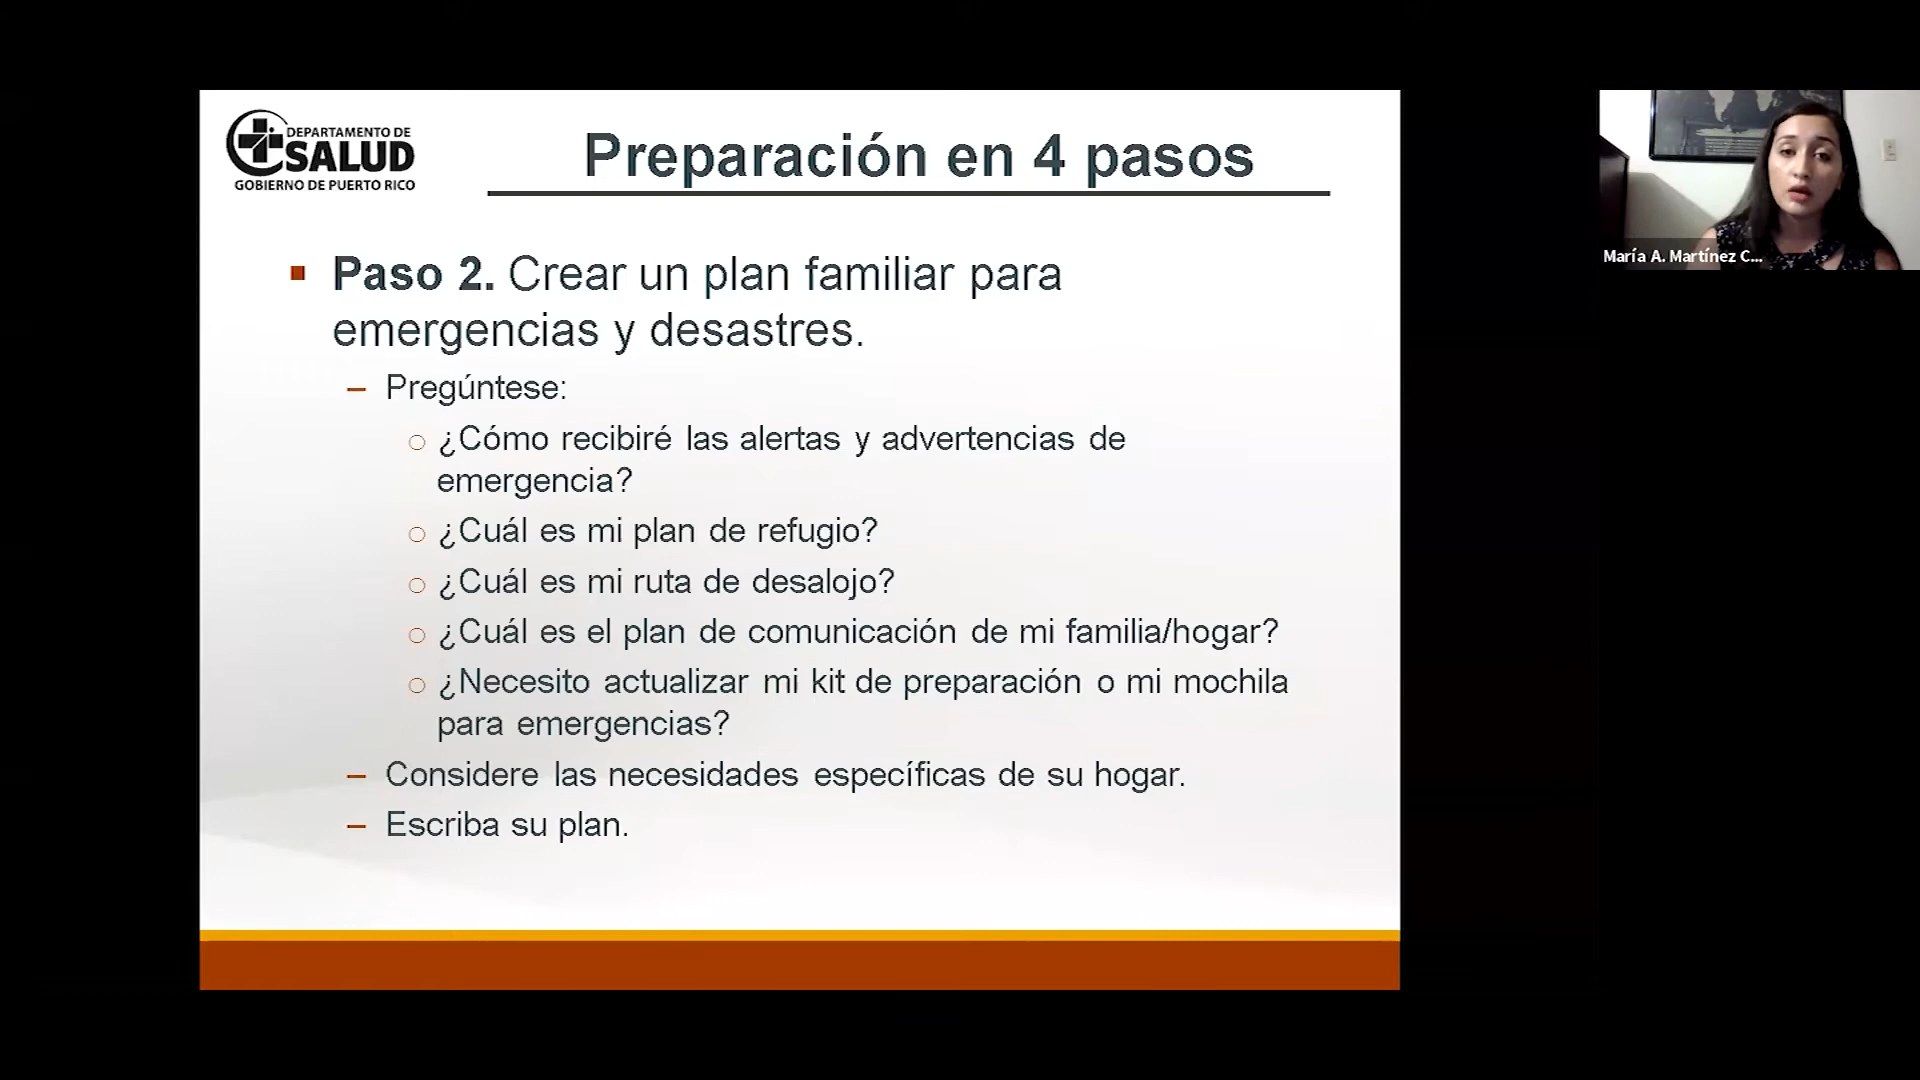 DEPARTAMENTO DE
SALUD
GOBIERNO DE PUERTO RICO
Preparación en 4 pasos
▪ Paso 2. Crear un plan familiar para
emergencias y desastres.
– Pregúntese:
○ ¿Cómo recibiré las alertas y advertencias de
emergencia?
○ ¿Cuál es mi plan de refugio?
○ ¿Cuál es mi ruta de desalojo?
○ ¿Cuál es el plan de comunicación de mi familia/hogar?
○ ¿Necesito actualizar mi kit de preparación o mi mochila
para emergencias?
– Considere las necesidades específicas de su hogar.
– Escriba su plan.
María A. Martínez C...